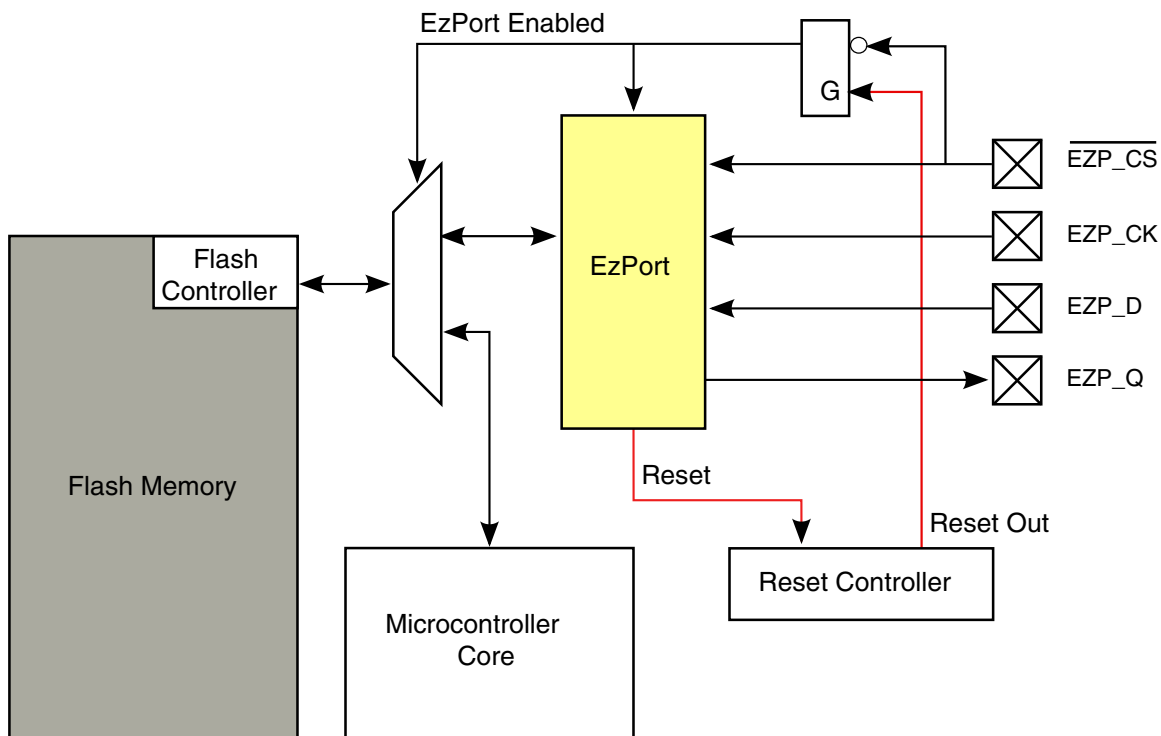 EzPort Enabled
G
EZP_CS
EZP_CK
Flash
Controller
EzPort
EZP_D
EZP_Q
Flash Memory
Reset
Reset Out
Reset Controller
Microcontroller
Core